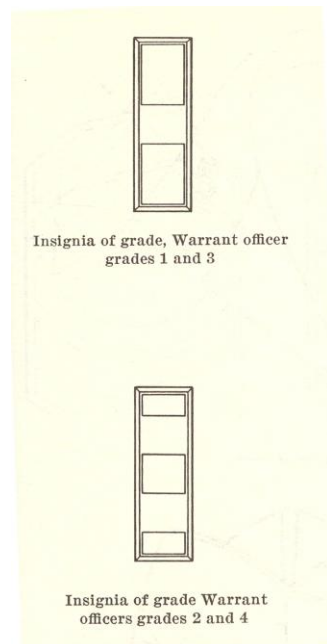 Insignia of grade, Warrant officer
grades 1 and 3
Insignia of grade Warrant
officers grades 2 and 4